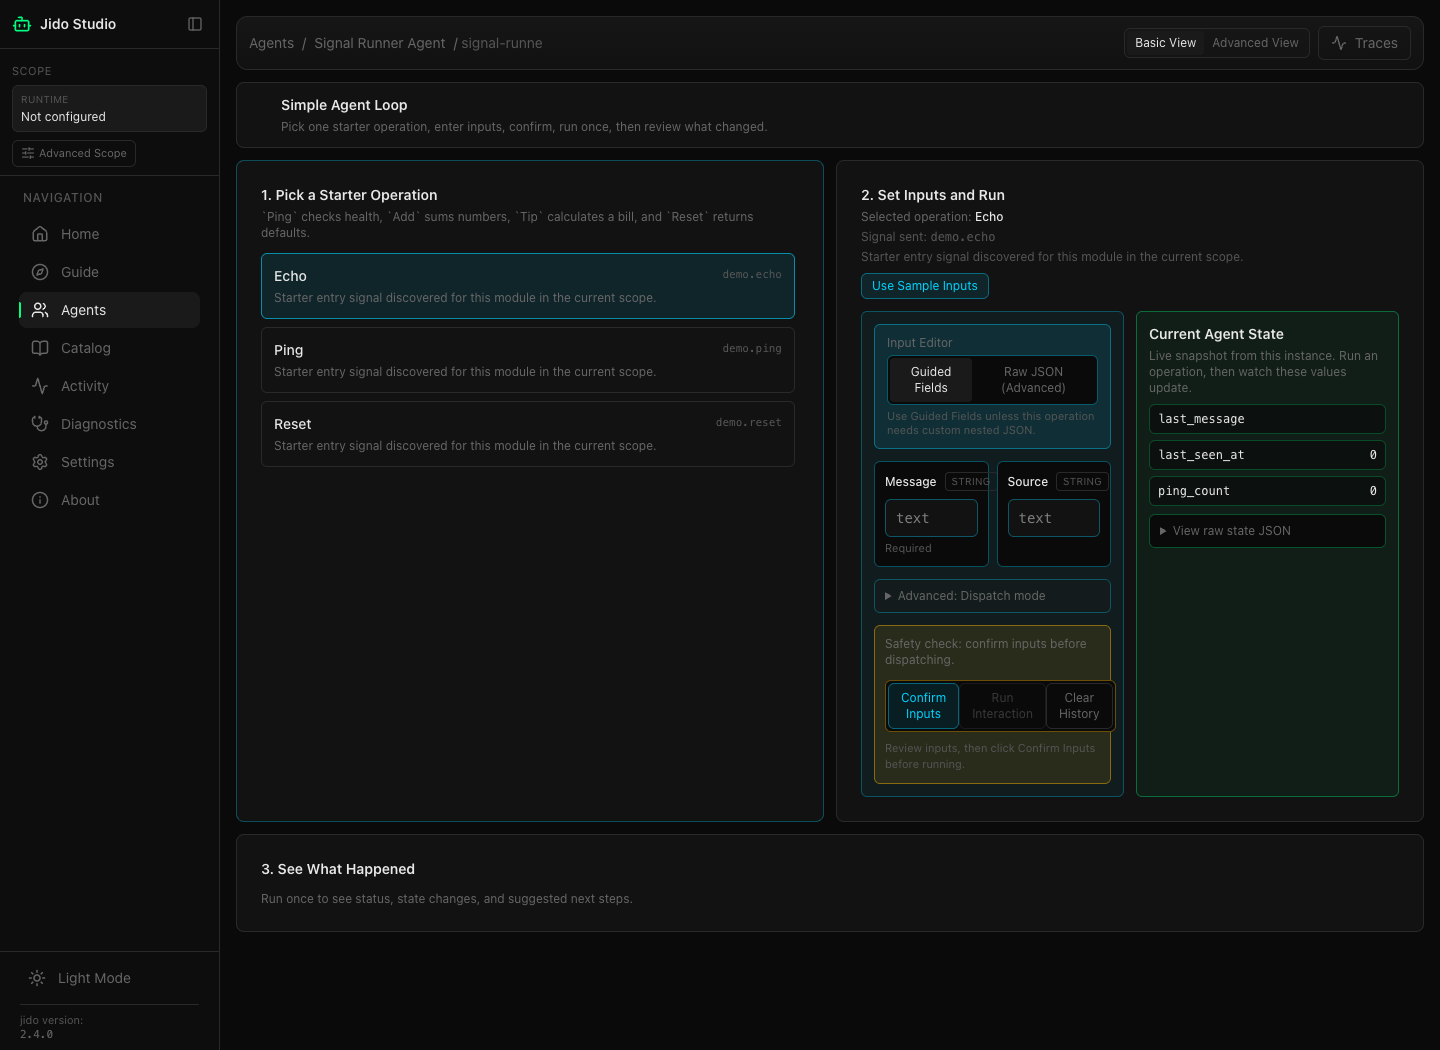 Jido Studio
SCOPE
RUNTIME
Not configured
Advanced Scope
NAVIGATION
Home
Guide
Agents
Catalog
Activity
Diagnostics
Settings
About
Light Mode
jido version:
2.4.0
Agents / Signal Runner Agent / signal-runne
Basic View
Advanced View
Traces
Simple Agent Loop
Pick one starter operation, enter inputs, confirm, run once, then review what changed.
1. Pick a Starter Operation
`Ping` checks health, `Add` sums numbers, `Tip` calculates a bill, and `Reset` returns
defaults.
Echo demo.echo
Starter entry signal discovered for this module in the current scope.
Ping demo.ping
Starter entry signal discovered for this module in the current scope.
Reset demo.reset
Starter entry signal discovered for this module in the current scope.
2. Set Inputs and Run
Selected operation: Echo
Signal sent: demo.echo
Starter entry signal discovered for this module in the current scope.
Use Sample Inputs
Input Editor
Guided
Fields
Raw JSON
(Advanced)
Use Guided Fields unless this operation
needs custom nested JSON.
Message STRING
text
Required
Source STRING
text
Advanced: Dispatch mode
Safety check: confirm inputs before
dispatching.
Confirm
Inputs
Run
Interaction
Clear
History
Review inputs, then click Confirm Inputs
before running.
Current Agent State
Live snapshot from this instance. Run an
operation, then watch these values
update.
last_message
last_seen_at 0
ping_count 0
View raw state JSON
3. See What Happened
Run once to see status, state changes, and suggested next steps.